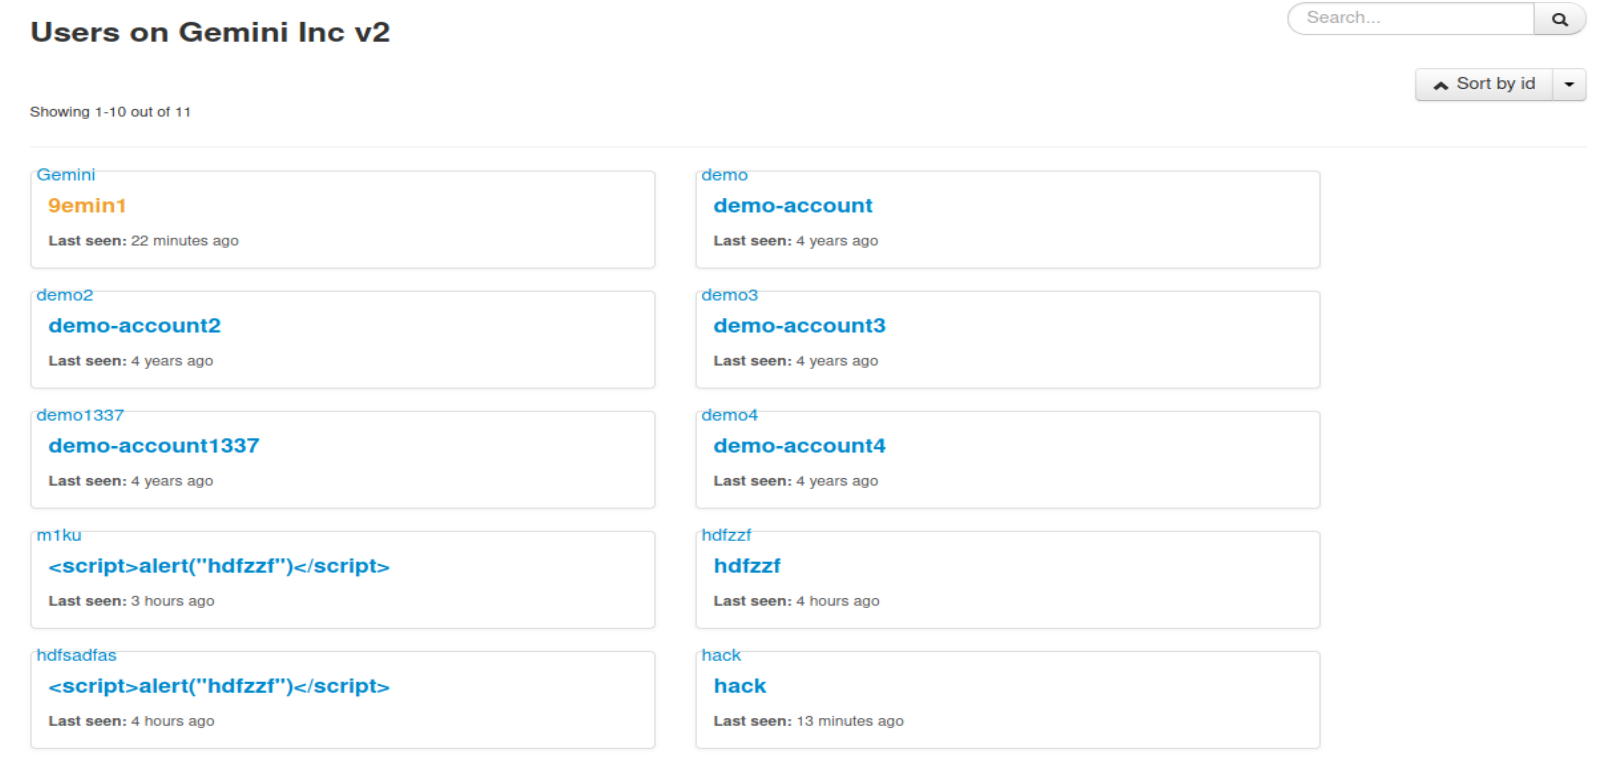 Users on Gemini Inc v2
Search...
Sort by id
Showing 1-10 out of 11
Gemini
9emin1
Last seen: 22 minutes ago
demo
demo-account
Last seen: 4 years ago
demo2
demo-account2
Last seen: 4 years ago
demo3
demo-account3
Last seen: 4 years ago
demo1337
demo-account1337
Last seen: 4 years ago
demo4
demo-account4
Last seen: 4 years ago
m1ku
<script>alert("hdfzzf")</script>
Last seen: 3 hours ago
hdfzzf
hdfzzf
Last seen: 4 hours ago
hdfsadfas
<script>alert("hdfzzf")</script>
Last seen: 4 hours ago
hack
hack
Last seen: 13 minutes ago